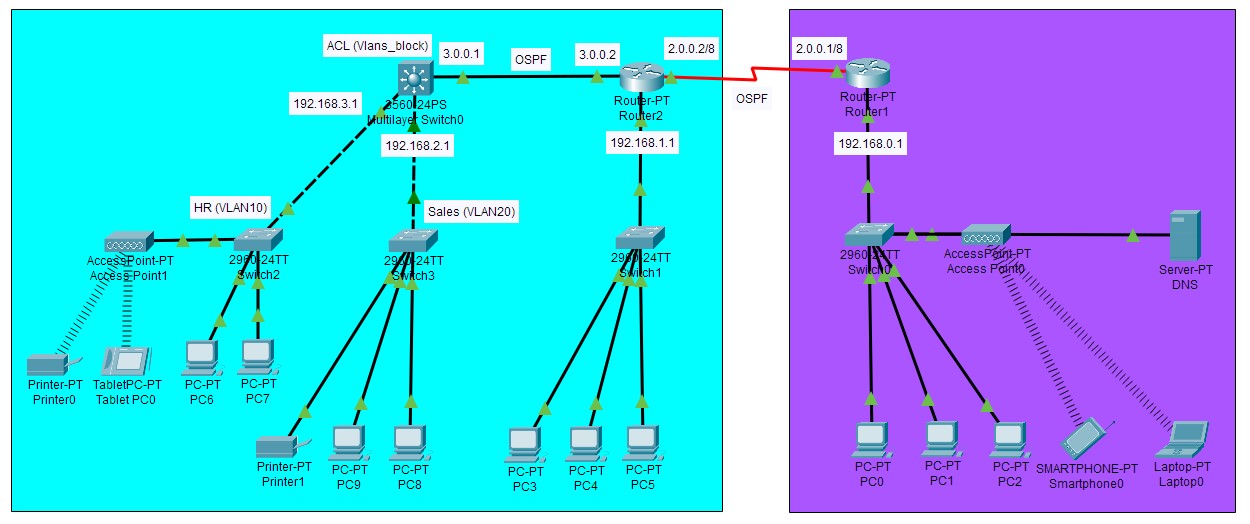 ACL (Vlans_block)
3.0.0.1
OSPF
3.0.0.2
2.0.0.2/8
2.0.0.1/8
OSPF
3560-24PS
Multilayer Switch0
Router-PT
Router2
Router-PT
Router1
192.168.3.1
192.168.2.1
192.168.1.1
192.168.0.1
HR (VLAN10)
Sales (VLAN20)
AccessPoint-PT
Access Point1
2960-24TT
Switch2
2960-24TT
Switch3
2960-24TT
Switch1
2960-24TT
Switch0
AccessPoint-PT
Access Point0
Server-PT
DNS
Printer-PT
Printer0
TabletPC-PT
Tablet PC0
PC-PT
PC6
PC-PT
PC7
Printer-PT
Printer1
PC-PT
PC9
PC-PT
PC8
PC-PT
PC3
PC-PT
PC4
PC-PT
PC5
PC-PT
PC0
PC-PT
PC1
PC-PT
PC2
SMARTPHONE-PT
Smartphone0
Laptop-PT
Laptop0